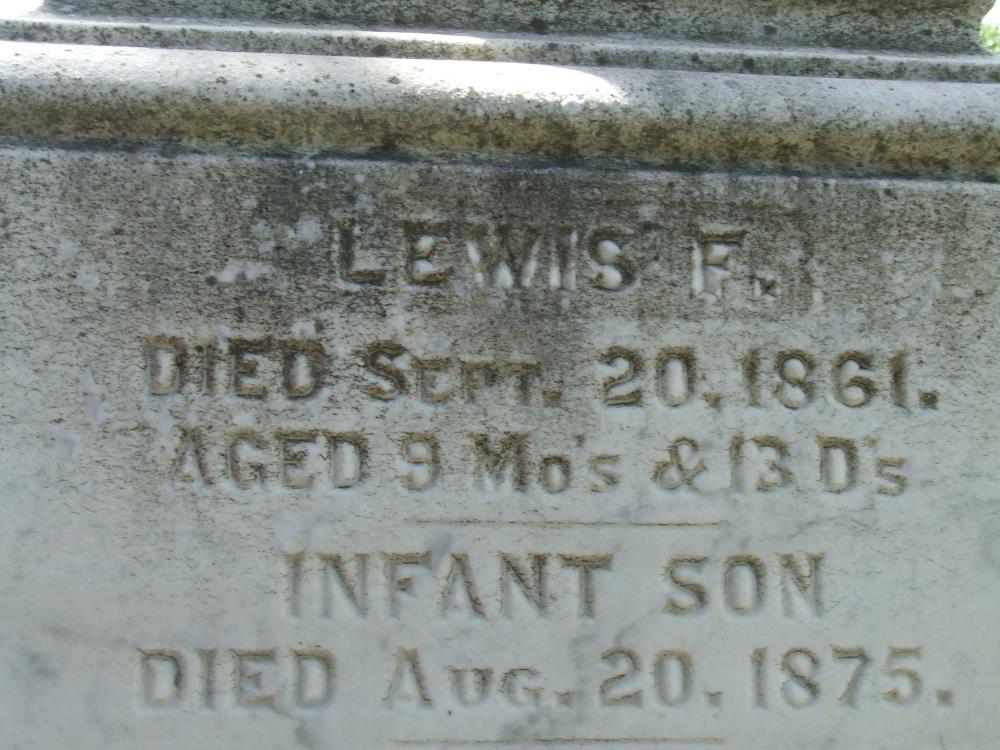 LEWIS F.
DIED SEPT. 20, 1861.
AGED 9 MO'S & 13 D'S
INFANT SON
DIED AUG. 20, 1875.